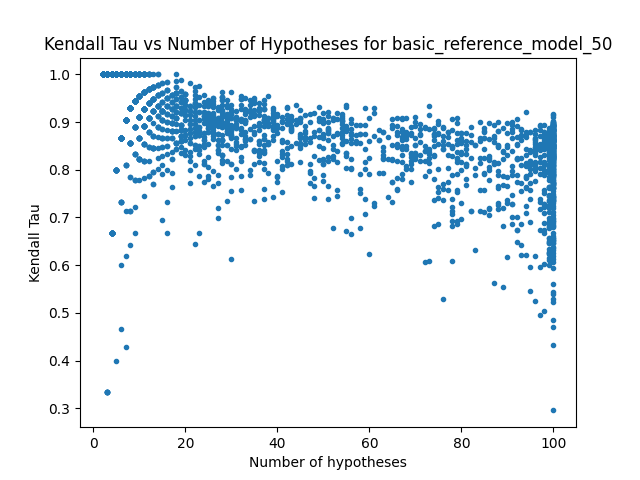 Kendall Tau vs Number of Hypotheses for basic_reference_model_50
1.0
0.9
0.8
0.7
0.6
0.5
0.4
0.3
Kendall Tau
0 20 40 60 80 100
Number of hypotheses